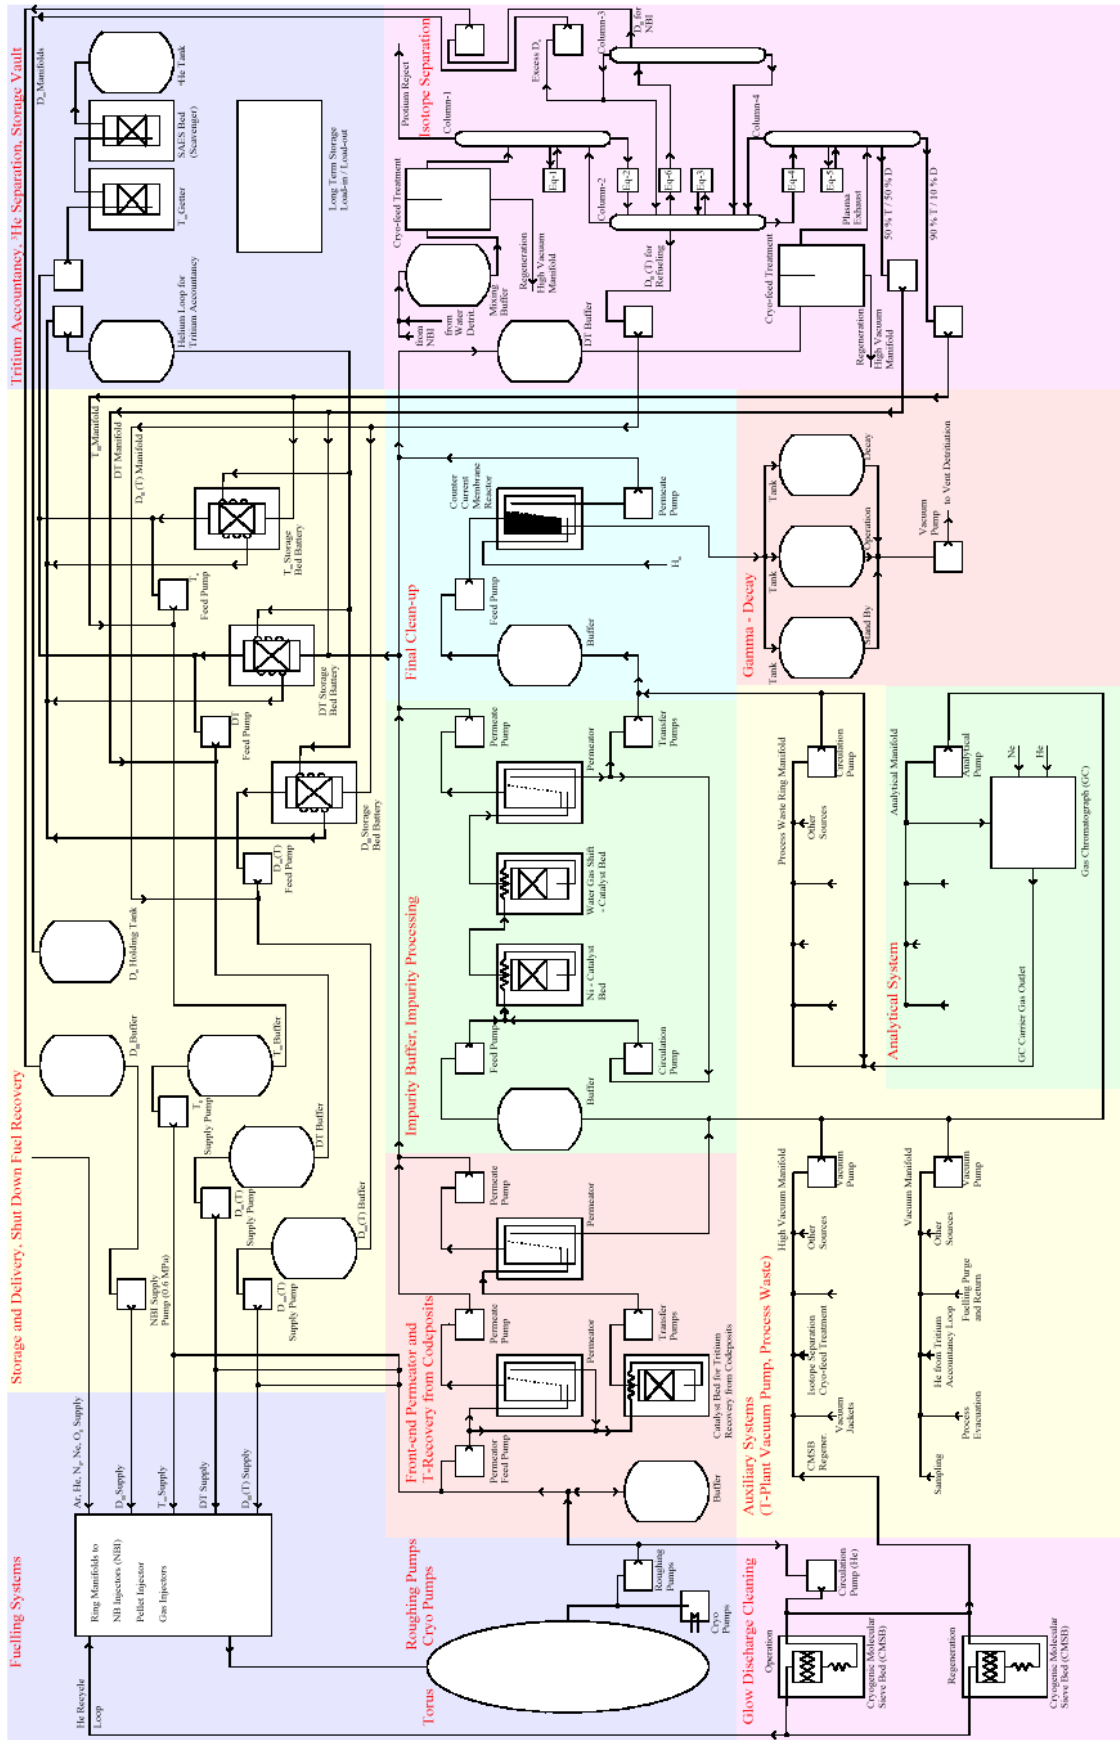 Tritium Accountancy, ³He Separation, Storage Vault
D₂ Manifolds
³He Tank
SAES Bed
(Scavenger)
T₂ Getter
Long Term Storage
Load-in / Load-out
Helium Loop for
Tritium Accountancy
Isotope Separation
Protium Reject
Column-1
Excess D₂
Column-3
D₂ for
NBI
Cryo-feed Treatment
Eq-1
Column-2
Eq-2
Eq-6
Eq-3
Column-4
Eq-4
Eq-5
Plasma
Exhaust
50 % T / 50 % D
90 % T / 10 % D
from
NBI
from
Water
Detrit.
Mixing
Buffer
Regeneration
High Vacuum
Manifold
DT Buffer
D₂ (T) for
Refueling
Cryo-feed Treatment
Regeneration
High Vacuum
Manifold
Storage and Delivery, Shut Down Fuel Recovery
T₂ Manifold
DT Manifold
D₂ (T) Manifold
T₂ Storage
Bed Battery
T₂
Feed Pump
DT Storage
Bed Battery
DT
Feed Pump
D₂ Storage
Bed Battery
D₂ (T)
Feed Pump
D₂ Holding Tank
D₂ Buffer
T₂ Buffer
T₂
Supply Pump
DT Buffer
D₂ (T)
Supply Pump
D₂ (T) Buffer
D₂ (T)
Supply Pump
NBI Supply
Pump (0.6 MPa)
Final Clean-up
Counter
Current
Membrane
Reactor
Permeate
Pump
Feed Pump
H₂
Buffer
Gamma - Decay
Tank
Decay
Tank
Operation
Tank
Stand By
Vacuum
Pump
to Vent Detritiation
Impurity Buffer, Impurity Processing
Permeate
Pump
Permeator
Transfer
Pumps
Water Gas Shift
- Catalyst Bed
Ni - Catalyst
Bed
Feed Pump
Circulation
Pump
Buffer
Process Waste Ring Manifold
Circulation
Pump
Other
Sources
Analytical System
Analytical Manifold
Analytical
Pump
Ne
He
Gas Chromatograph (GC)
GC Carrier Gas Outlet
Front-end Permeator and
T-Recovery from Codeposits
Permeate
Pump
Permeator
Permeate
Pump
Permeator
Transfer
Pumps
Permeator
Feed Pump
Catalyst Bed for Tritium
Recovery from Codeposits
Buffer
Auxiliary Systems
(T-Plant Vacuum Pump, Process Waste)
High Vacuum Manifold
Vacuum
Pump
Other
Sources
Isotope Separation
Cryo-feed Treatment
Vacuum
Jackets
CMSB
Regener.
Vacuum Manifold
Vacuum
Pump
Other
Sources
Fuelling Purge
and Return
He from Tritium
Accountancy Loop
Process
Evacuation
Sampling
Fuelling Systems
Ar, He, N₂, Ne, O₂ Supply
D₂ Supply
T₂ Supply
DT Supply
D₂ (T) Supply
Ring Manifolds to
NB Injectors (NBI)
Pellet Injector
Gas Injectors
He Recycle
Loop
Torus
Roughing Pumps
Cryo Pumps
Roughing
Pumps
Cryo
Pumps
Glow Discharge Cleaning
Circulation
Pump (He)
Operation
Cryogenic Molecular
Sieve Bed (CMSB)
Regeneration
Cryogenic Molecular
Sieve Bed (CMSB)